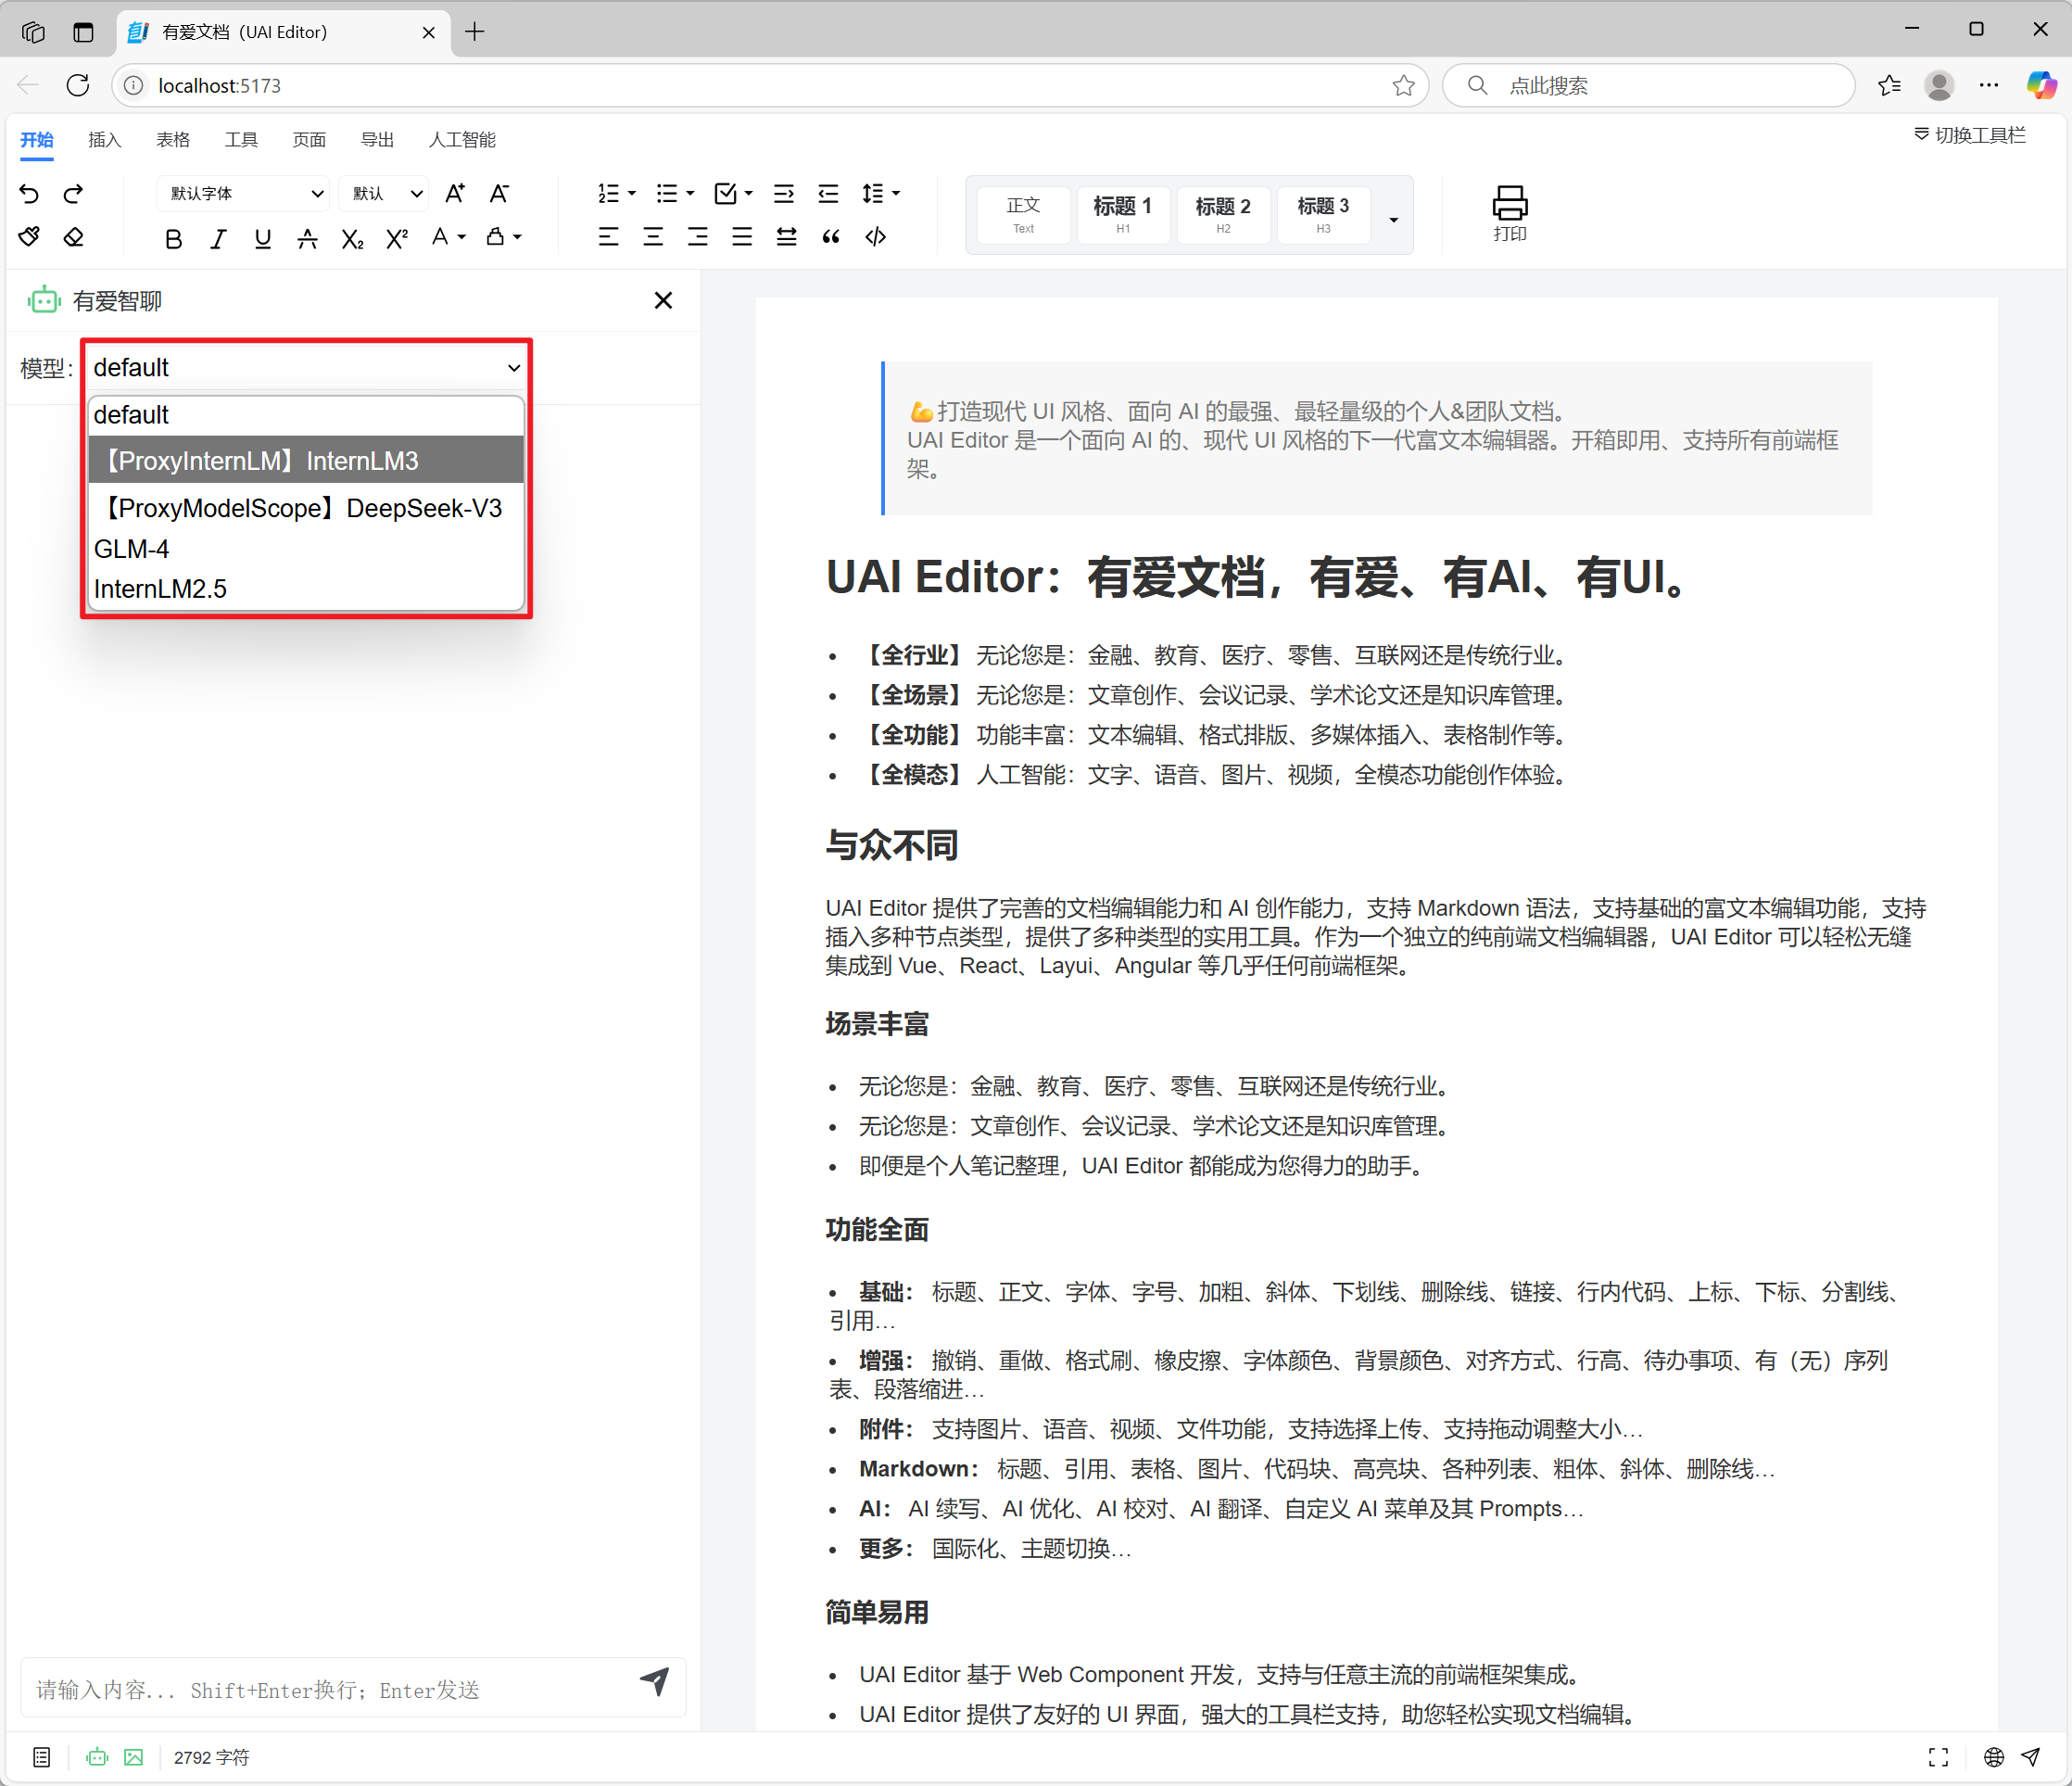 有爱文档（UAI Editor）
localhost:5173
点此搜索
开始 插入 表格 工具 页面 导出 人工智能
切换工具栏
默认字体 默认
正文 标题 1 标题 2 标题 3
Text H1 H2 H3
打印
有爱智聊
模型： default
default
【ProxyInternLM】InternLM3
【ProxyModelScope】DeepSeek-V3
GLM-4
InternLM2.5
请输入内容... Shift+Enter换行；Enter发送
💪打造现代 UI 风格、面向 AI 的最强、最轻量级的个人&团队文档。
UAI Editor 是一个面向 AI 的、现代 UI 风格的下一代富文本编辑器。开箱即用、支持所有前端框
架。
UAI Editor：有爱文档，有爱、有AI、有UI。
• 【全行业】 无论您是：金融、教育、医疗、零售、互联网还是传统行业。
• 【全场景】 无论您是：文章创作、会议记录、学术论文还是知识库管理。
• 【全功能】 功能丰富：文本编辑、格式排版、多媒体插入、表格制作等。
• 【全模态】 人工智能：文字、语音、图片、视频，全模态功能创作体验。
与众不同
UAI Editor 提供了完善的文档编辑能力和 AI 创作能力，支持 Markdown 语法，支持基础的富文本编辑功能，支持
插入多种节点类型，提供了多种类型的实用工具。作为一个独立的纯前端文档编辑器，UAI Editor 可以轻松无缝
集成到 Vue、React、Layui、Angular 等几乎任何前端框架。
场景丰富
• 无论您是：金融、教育、医疗、零售、互联网还是传统行业。
• 无论您是：文章创作、会议记录、学术论文还是知识库管理。
• 即便是个人笔记整理，UAI Editor 都能成为您得力的助手。
功能全面
• 基础： 标题、正文、字体、字号、加粗、斜体、下划线、删除线、链接、行内代码、上标、下标、分割线、
引用…
• 增强： 撤销、重做、格式刷、橡皮擦、字体颜色、背景颜色、对齐方式、行高、待办事项、有（无）序列
表、段落缩进…
• 附件： 支持图片、语音、视频、文件功能，支持选择上传、支持拖动调整大小…
• Markdown： 标题、引用、表格、图片、代码块、高亮块、各种列表、粗体、斜体、删除线…
• AI： AI 续写、AI 优化、AI 校对、AI 翻译、自定义 AI 菜单及其 Prompts…
• 更多： 国际化、主题切换…
简单易用
• UAI Editor 基于 Web Component 开发，支持与任意主流的前端框架集成。
• UAI Editor 提供了友好的 UI 界面，强大的工具栏支持，助您轻松实现文档编辑。
2792 字符